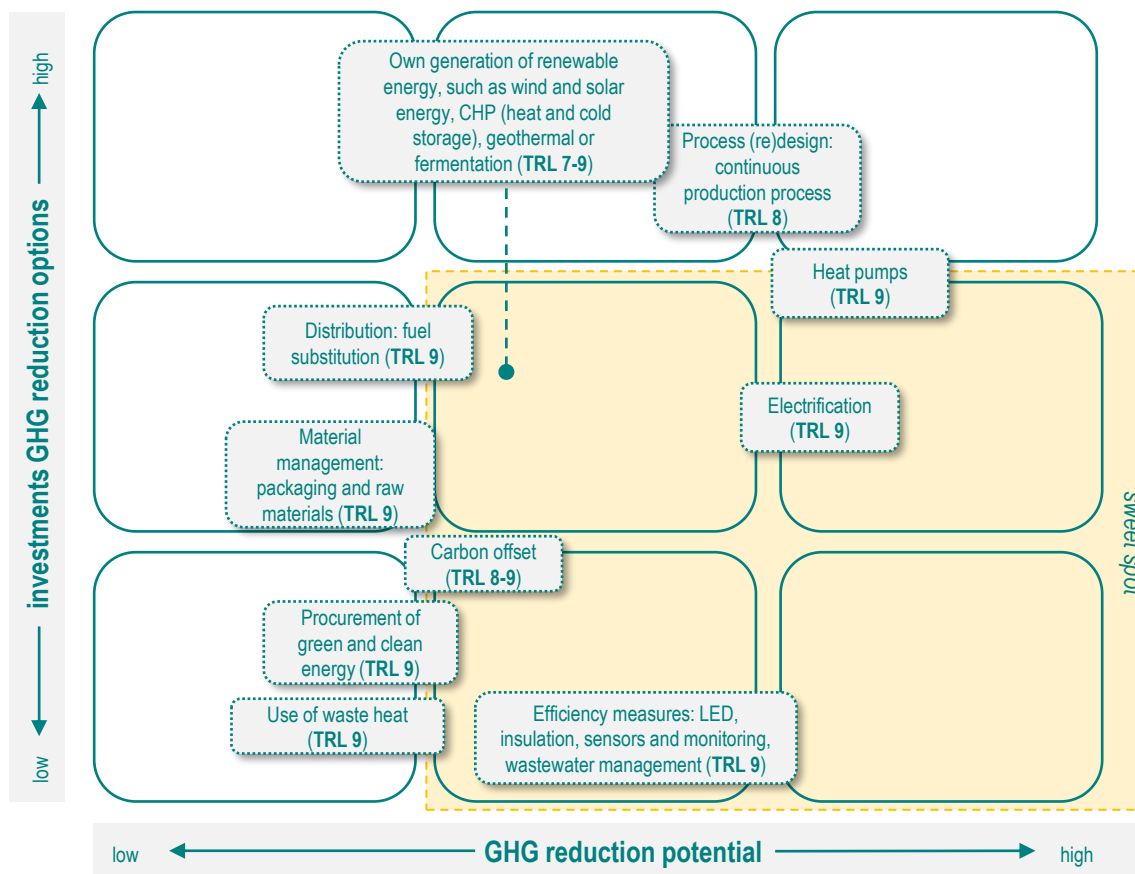 high
investments GHG reduction options
low
Own generation of renewable
energy, such as wind and solar
energy, CHP (heat and cold
storage), geothermal or
fermentation (TRL 7-9)
Process (re)design:
continuous
production process
(TRL 8)
Heat pumps
(TRL 9)
Distribution: fuel
substitution (TRL 9)
Electrification
(TRL 9)
Material
management:
packaging and raw
materials (TRL 9)
sweet spot
Carbon offset
(TRL 8-9)
Procurement of
green and clean
energy (TRL 9)
Use of waste heat
(TRL 9)
Efficiency measures: LED,
insulation, sensors and monitoring,
wastewater management (TRL 9)
low
GHG reduction potential
high